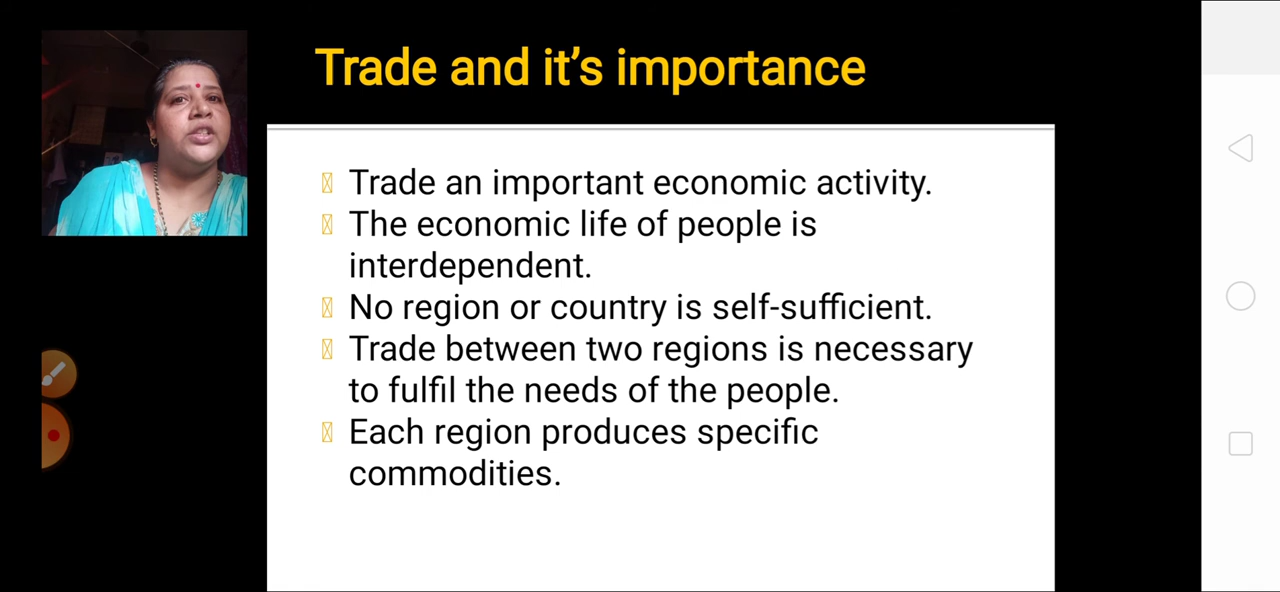 Trade and it's importance
Trade an important economic activity.
The economic life of people is
interdependent.
No region or country is self-sufficient.
Trade between two regions is necessary
to fulfil the needs of the people.
Each region produces specific
commodities.